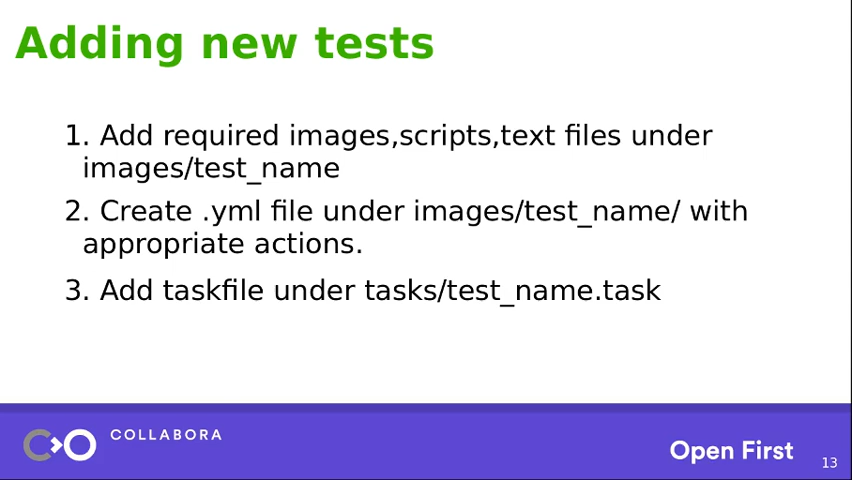 Adding new tests
1. Add required images,scripts,text files under
images/test_name
2. Create .yml file under images/test_name/ with
appropriate actions.
3. Add taskfile under tasks/test_name.task
COLLABORA
Open First
13